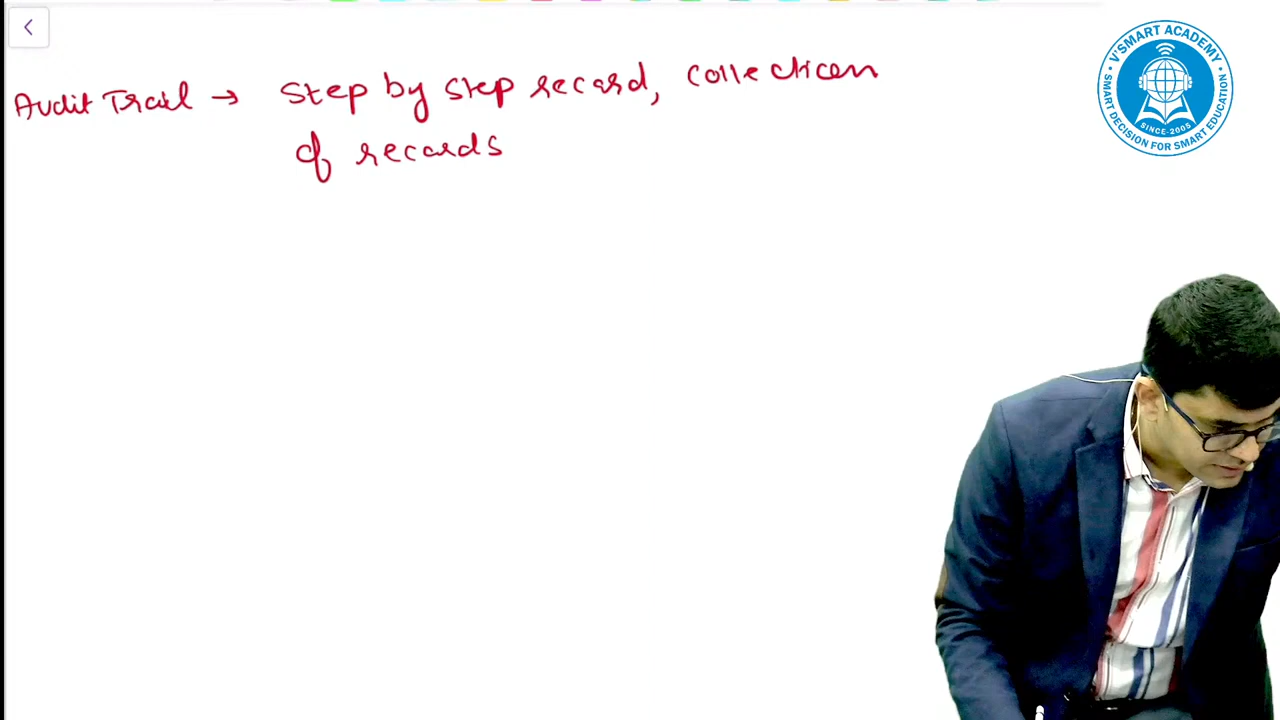 Audit Trail → Step by step record, collection
of records
V'SMART ACADEMY
SMART DECISION FOR SMART EDUCATION
SINCE-2005